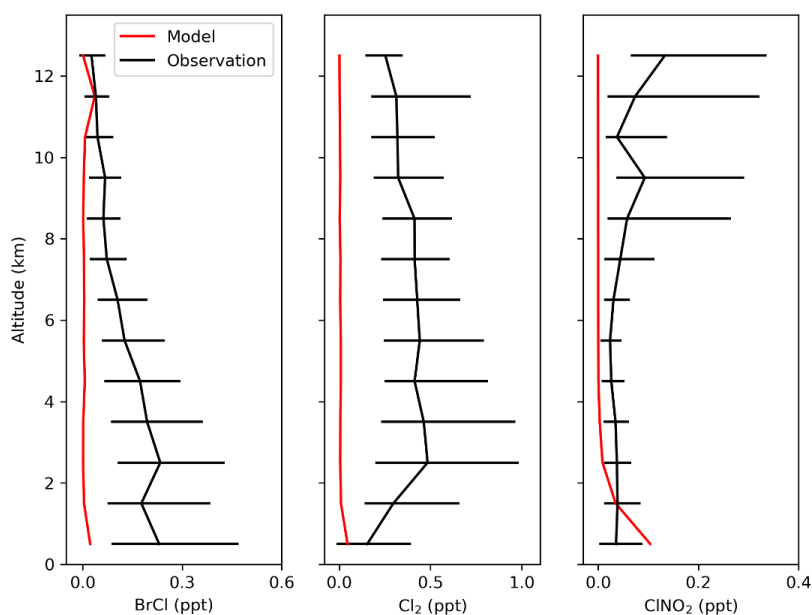 Model
Observation
Altitude (km)
12
10
8
6
4
2
0
0.0 0.3 0.6
BrCl (ppt)
0.0 0.5 1.0
Cl₂ (ppt)
0.0 0.2 0.4
ClNO₂ (ppt)